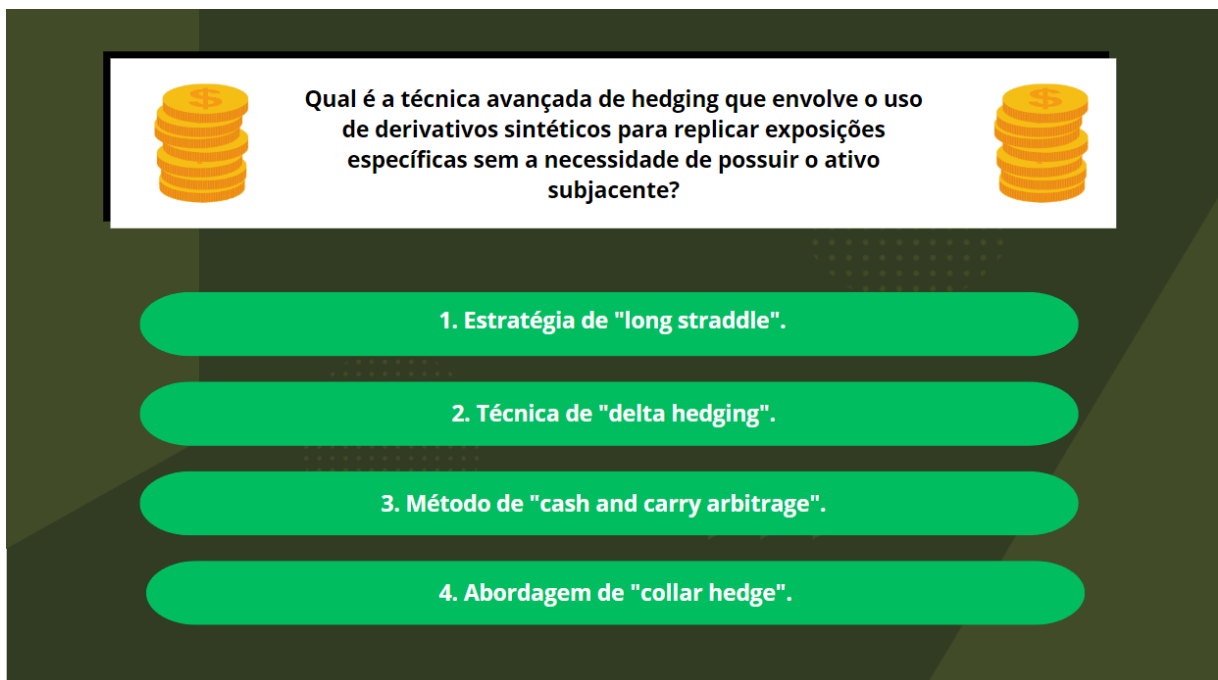 Qual é a técnica avançada de hedging que envolve o uso
de derivativos sintéticos para replicar exposições
específicas sem a necessidade de possuir o ativo
subjacente?
1. Estratégia de "long straddle".
2. Técnica de "delta hedging".
3. Método de "cash and carry arbitrage".
4. Abordagem de "collar hedge".